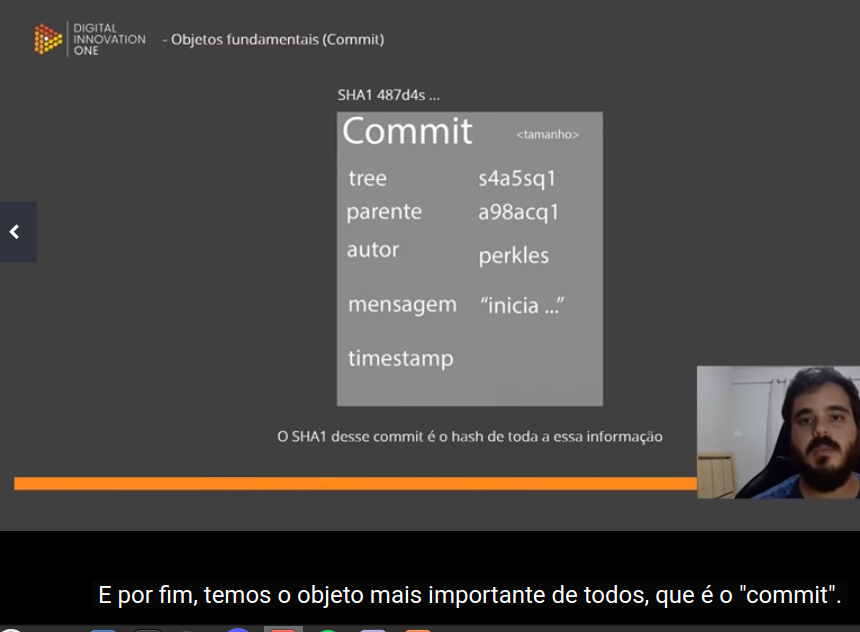 DIGITAL
INNOVATION
ONE
- Objetos fundamentais (Commit)
SHA1 487d4s ...
Commit <tamanho>
tree s4a5sq1
parente a98acq1
autor perkles
mensagem “inicia ...”
timestamp
O SHA1 desse commit é o hash de toda a essa informação
E por fim, temos o objeto mais importante de todos, que é o "commit".